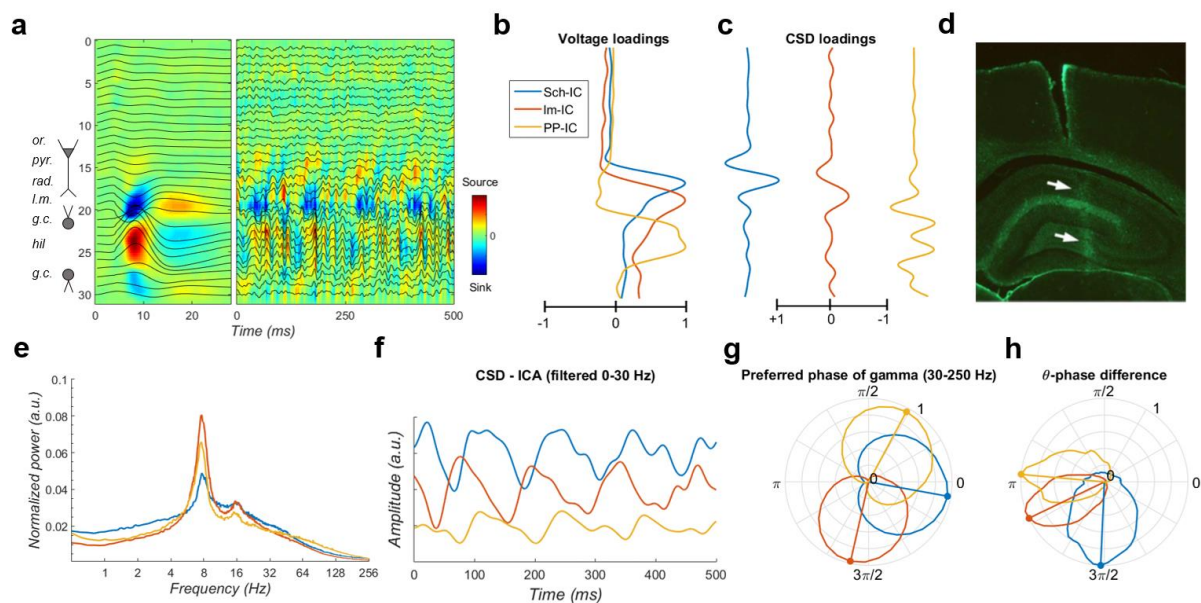 a
0
5
10
15
20
25
30
or.
pyr.
rad.
l.m.
g.c.
hil
g.c.
0 10 20
0 250 500
Time (ms)
Source
0
Sink
b
Voltage loadings
Sch-IC
lm-IC
PP-IC
-1 0 1
c
CSD loadings
+1 0 -1
d
e
Normalized power (a.u.)
0.1
0.08
0.06
0.04
0.02
1 2 4 8 16 32 64 128 256
Frequency (Hz)
f
CSD - ICA (filtered 0-30 Hz)
Amplitude (a.u.)
0 100 200 300 400 500
Time (ms)
g
Preferred phase of gamma (30-250 Hz)
π/2
1
π
0
0
3π/2
h
θ-phase difference
π/2
1
π
0
0
3π/2